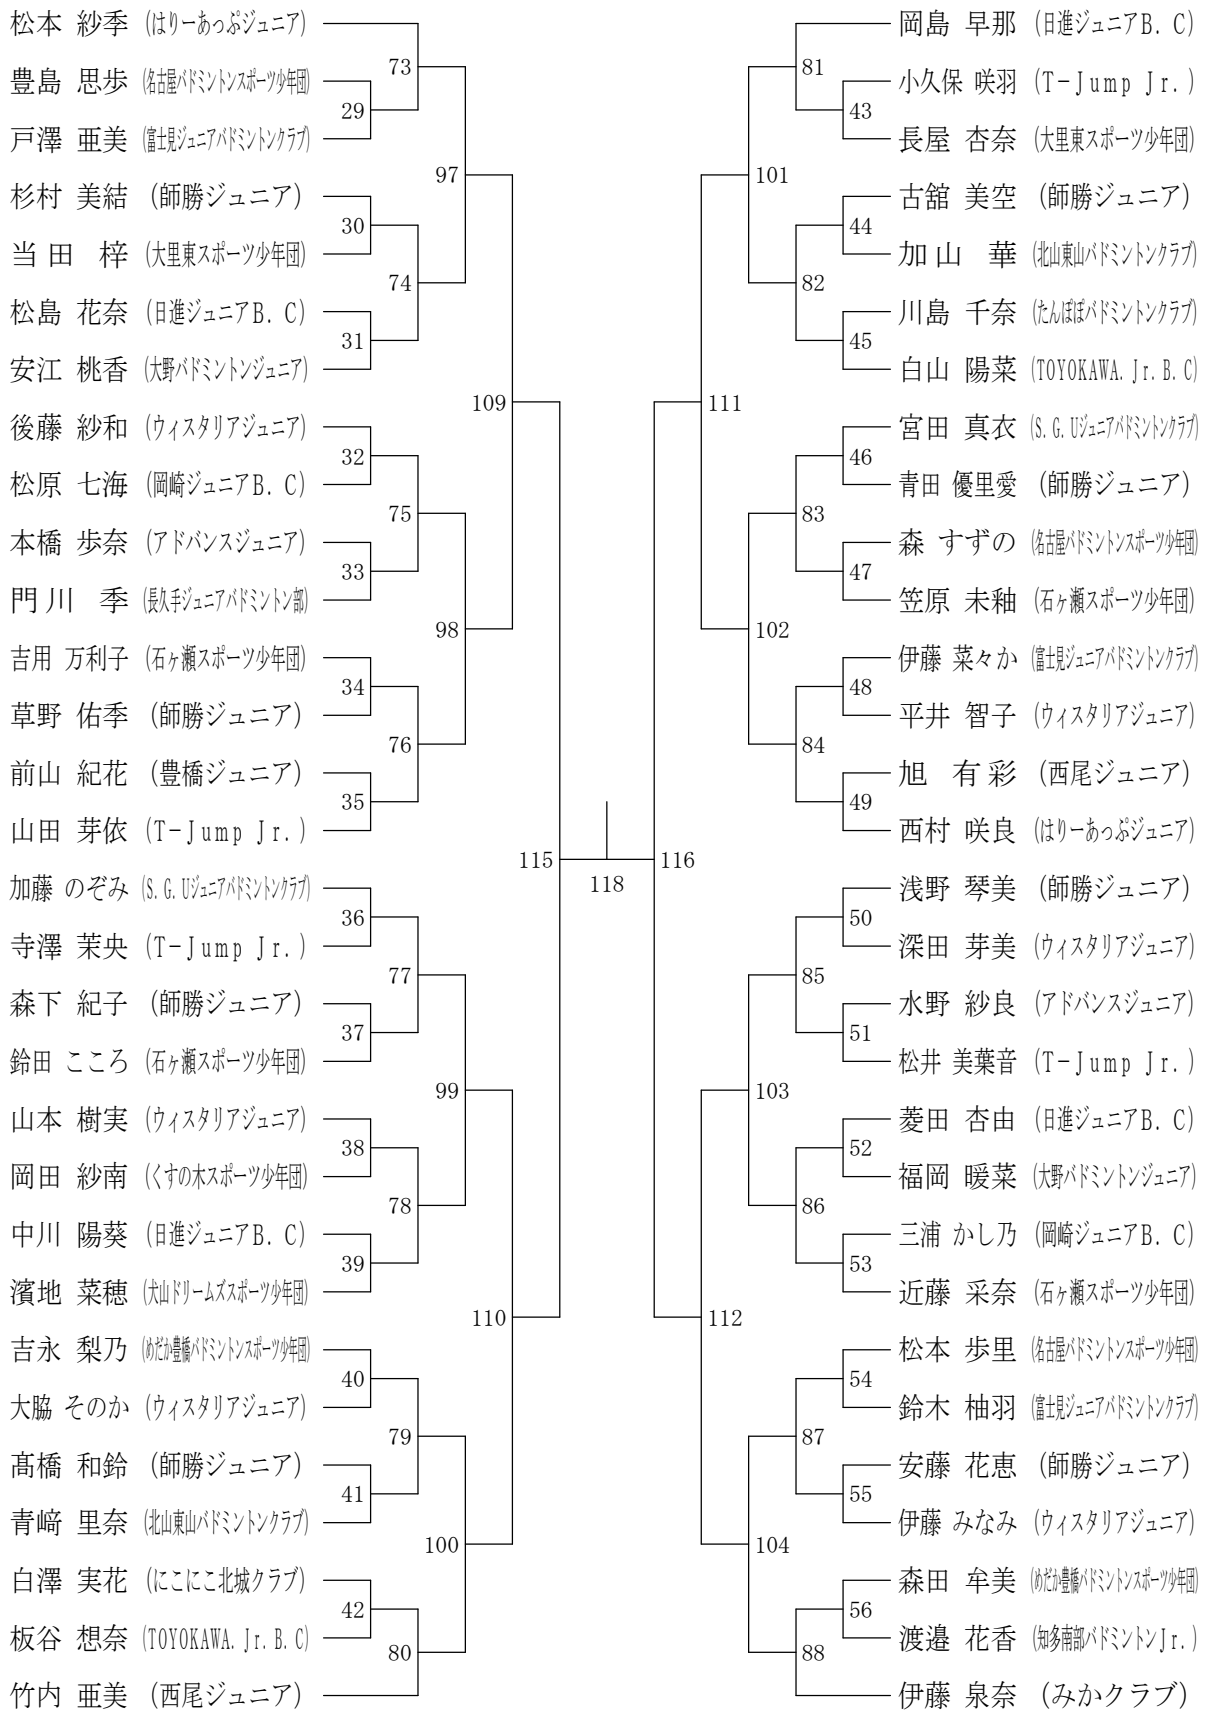 松本 紗季 (はりーあっぷジュニア)
73
豊島 思歩 (名古屋バドミントンスポーツ少年団)
29
戸澤 亜美 (富士見ジュニアバドミントンクラブ)
97
杉村 美結 (師勝ジュニア)
30
当田 梓 (大里東スポーツ少年団)
74
松島 花奈 (日進ジュニアB.C)
31
安江 桃香 (大野バドミントンジュニア)
109
後藤 紗和 (ウィスタリアジュニア)
32
松原 七海 (岡崎ジュニアB.C)
75
本橋 歩奈 (アドバンスジュニア)
33
門川 季 (長久手ジュニアバドミントン部)
98
吉用 万利子 (石ヶ瀬スポーツ少年団)
34
草野 佑季 (師勝ジュニア)
76
前山 紀花 (豊橋ジュニア)
35
山田 芽依 (T-Jump Jr.)
115
加藤 のぞみ (S.G.Uジュニアバドミントンクラブ)
36
寺澤 茉央 (T-Jump Jr.)
77
森下 紀子 (師勝ジュニア)
37
鈴田 こころ (石ヶ瀬スポーツ少年団)
99
山本 樹実 (ウィスタリアジュニア)
38
岡田 紗南 (くすの木スポーツ少年団)
78
中川 陽葵 (日進ジュニアB.C)
39
濱地 菜穂 (犬山ドリームズスポーツ少年団)
110
吉永 梨乃 (めだか豊橋バドミントンスポーツ少年団)
40
大脇 そのか (ウィスタリアジュニア)
79
髙橋 和鈴 (師勝ジュニア)
41
青﨑 里奈 (北山東山バドミントンクラブ)
100
白澤 実花 (にこにこ北城クラブ)
42
板谷 想奈 (TOYOKAWA.Jr.B.C)
80
竹内 亜美 (西尾ジュニア)
118
岡島 早那 (日進ジュニアB.C)
81
小久保 咲羽 (T-Jump Jr.)
43
長屋 杏奈 (大里東スポーツ少年団)
101
古舘 美空 (師勝ジュニア)
44
加山 華 (北山東山バドミントンクラブ)
82
川島 千奈 (たんぽぽバドミントンクラブ)
45
白山 陽菜 (TOYOKAWA.Jr.B.C)
111
宮田 真衣 (S.G.Uジュニアバドミントンクラブ)
46
青田 優里愛 (師勝ジュニア)
83
森 すずの (名古屋バドミントンスポーツ少年団)
47
笠原 未釉 (石ヶ瀬スポーツ少年団)
102
伊藤 菜々か (富士見ジュニアバドミントンクラブ)
48
平井 智子 (ウィスタリアジュニア)
84
旭 有彩 (西尾ジュニア)
49
西村 咲良 (はりーあっぷジュニア)
116
浅野 琴美 (師勝ジュニア)
50
深田 芽美 (ウィスタリアジュニア)
85
水野 紗良 (アドバンスジュニア)
51
松井 美葉音 (T-Jump Jr.)
103
菱田 杏由 (日進ジュニアB.C)
52
福岡 暖菜 (大野バドミントンジュニア)
86
三浦 かし乃 (岡崎ジュニアB.C)
53
近藤 采奈 (石ヶ瀬スポーツ少年団)
112
松本 歩里 (名古屋バドミントンスポーツ少年団)
54
鈴木 柚羽 (富士見ジュニアバドミントンクラブ)
87
安藤 花恵 (師勝ジュニア)
55
伊藤 みなみ (ウィスタリアジュニア)
104
森田 牟美 (めだか豊橋バドミントンスポーツ少年団)
56
渡邉 花香 (知多南部バドミントンJr.)
88
伊藤 泉奈 (みかクラブ)